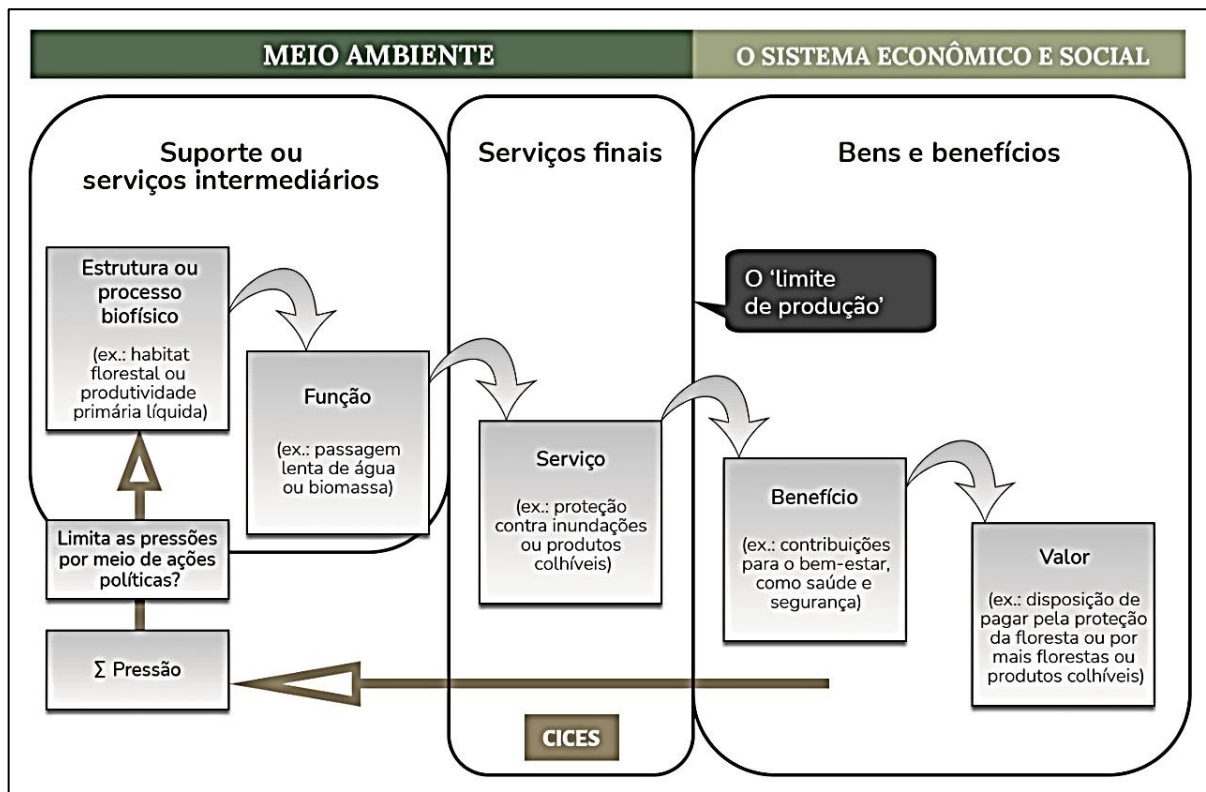 MEIO AMBIENTE
O SISTEMA ECONÔMICO E SOCIAL
Suporte ou
serviços intermediários
Serviços finais
Bens e benefícios
Estrutura ou
processo
biofísico
(ex.: habitat
florestal ou
produtividade
primária líquida)
Função
(ex.: passagem
lenta de água
ou biomassa)
Serviço
(ex.: proteção
contra inundações
ou produtos
colhíveis)
O ‘limite
de produção’
Benefício
(ex.: contribuições
para o bem-estar,
como saúde e
segurança)
Valor
(ex.: disposição de
pagar pela proteção
da floresta ou por
mais florestas ou
produtos colhíveis)
Limita as pressões
por meio de ações
políticas?
∑ Pressão
CICES